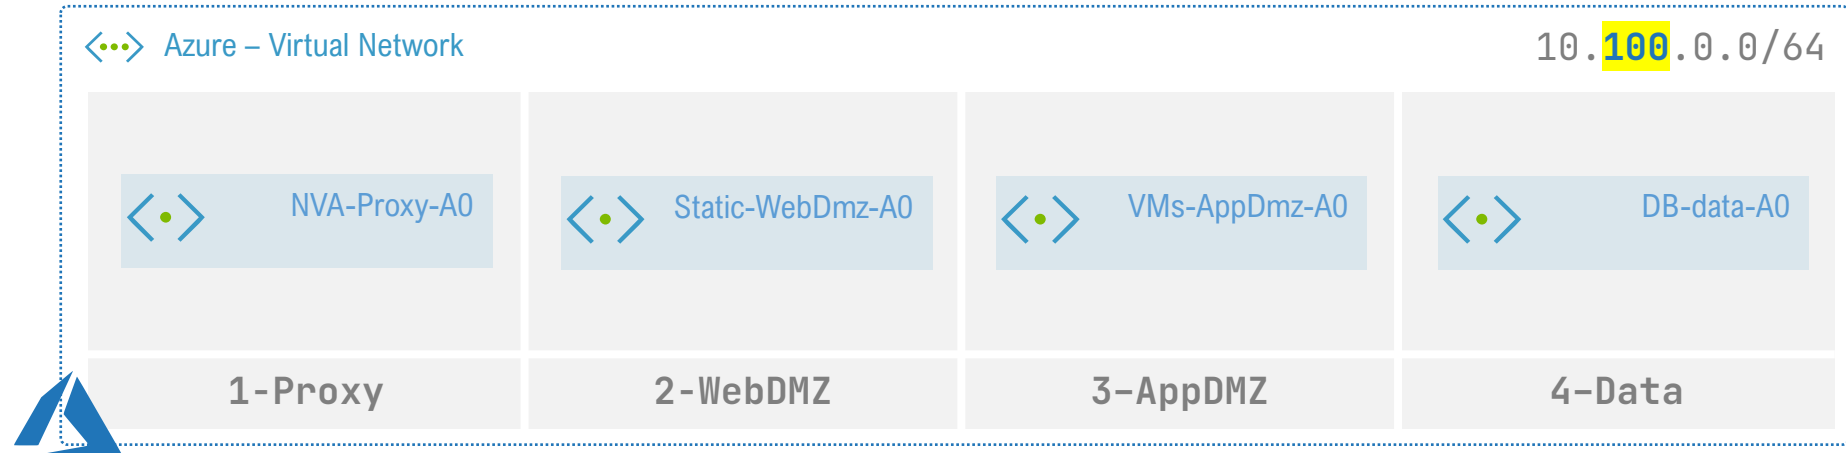 Azure – Virtual Network
10.100.0.0/64
NVA-Proxy-A0
Static-WebDmz-A0
VMs-AppDmz-A0
DB-data-A0
1-Proxy
2-WebDMZ
3-AppDMZ
4-Data